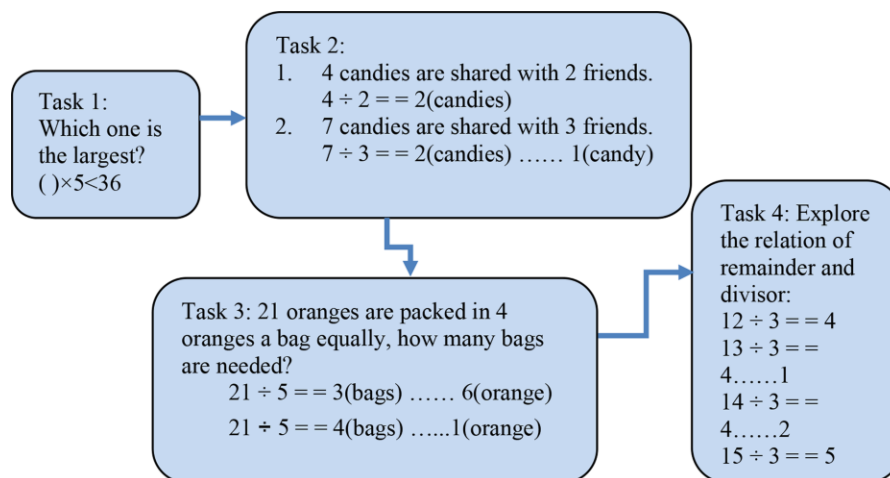 Task 1:
Which one is
the largest?
( )×5<36
Task 2:
1. 4 candies are shared with 2 friends.
4 ÷ 2 = = 2(candies)
2. 7 candies are shared with 3 friends.
7 ÷ 3 = = 2(candies) …… 1(candy)
Task 3: 21 oranges are packed in 4
oranges a bag equally, how many bags
are needed?
21 ÷ 5 = = 3(bags) …… 6(orange)
21 ÷ 5 = = 4(bags) …...1(orange)
Task 4: Explore
the relation of
remainder and
divisor:
12 ÷ 3 = = 4
13 ÷ 3 = =
4……1
14 ÷ 3 = =
4……2
15 ÷ 3 = = 5